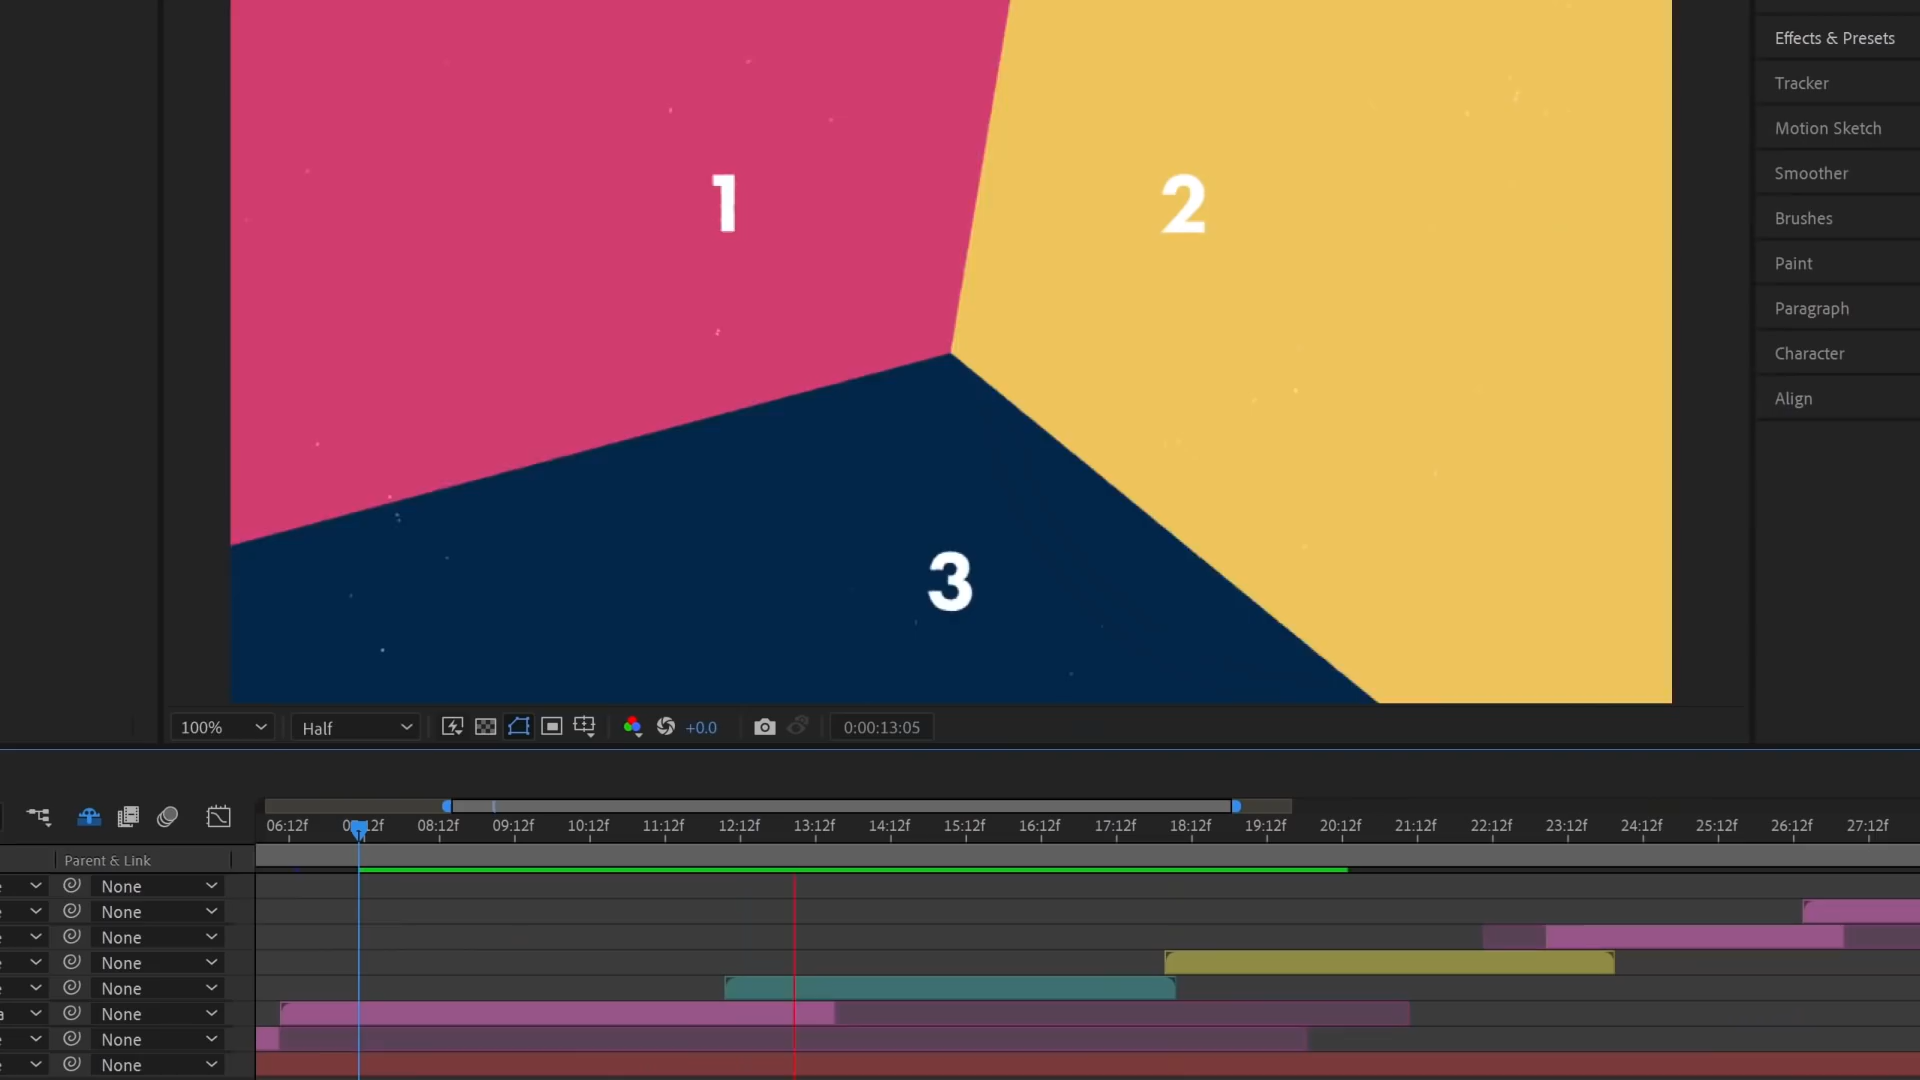 Effects & Presets
Tracker
Motion Sketch
Smoother
Brushes
Paint
Paragraph
Character
Align
1
2
3
100%
Half
+0.0
0:00:13:05
06:12f
08:12f
09:12f
10:12f
11:12f
12:12f
13:12f
14:12f
15:12f
16:12f
17:12f
18:12f
19:12f
20:12f
21:12f
22:12f
23:12f
24:12f
25:12f
26:12f
27:12f
Parent & Link
None
None
None
None
None
None
None
None